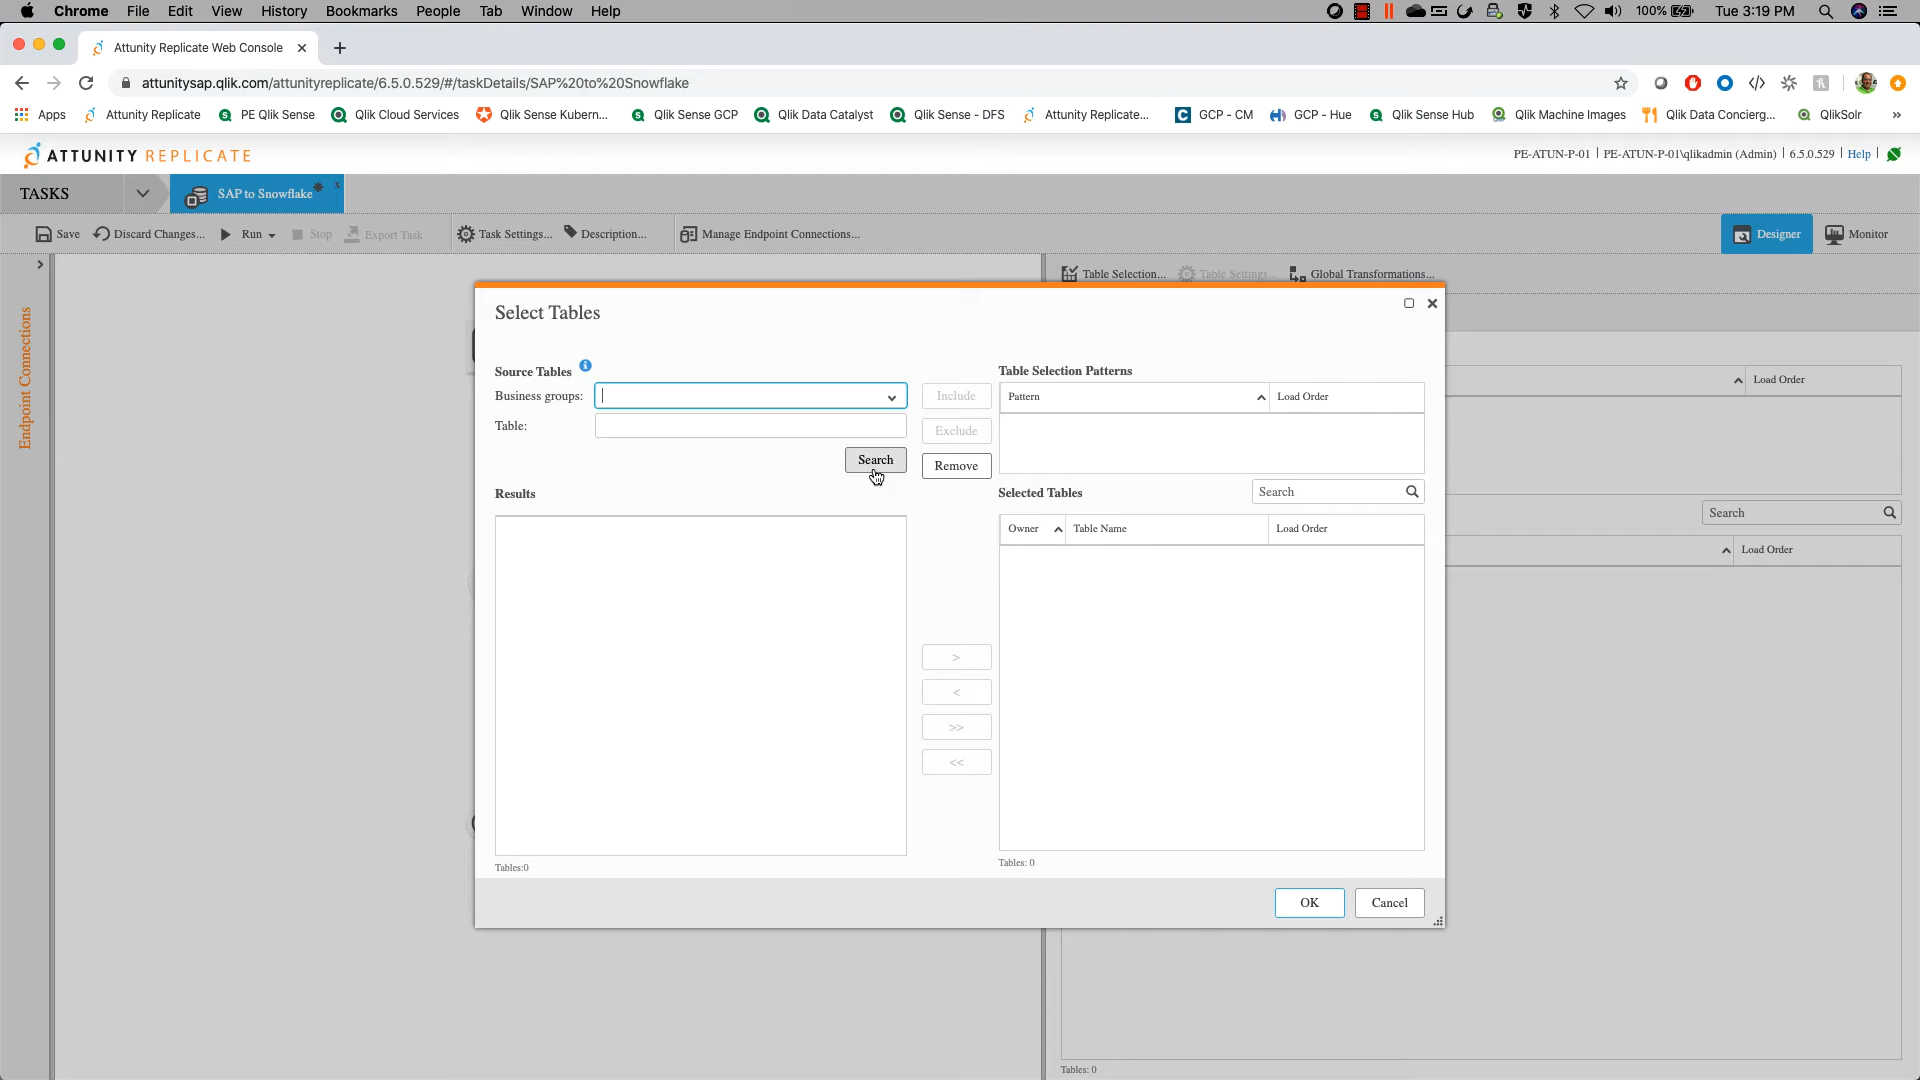 Chrome File Edit View History Bookmarks People Tab Window Help 100% Tue 3:19 PM
Attunity Replicate Web Console
attunitysap.qlik.com/attunityreplicate/6.5.0.529/#/taskDetails/SAP%20to%20Snowflake
Apps Attunity Replicate PE Qlik Sense Qlik Cloud Services Qlik Sense Kubern... Qlik Sense GCP Qlik Data Catalyst Qlik Sense - DFS Attunity Replicate... GCP - CM GCP - Hue Qlik Sense Hub Qlik Machine Images Qlik Data Concierg... QlikSolr »
ATTUNITY REPLICATE PE-ATUN-P-01 | PE-ATUN-P-01\qlikadmin (Admin) | 6.5.0.529 | Help |
TASKS SAP to Snowflake x
Save Discard Changes... Run Stop Export Task Task Settings... Description... Manage Endpoint Connections... Designer Monitor
Endpoint Connections
Table Selection... Table Settings... Global Transformations...
Select Tables
Source Tables
Business groups:
Table:
Search
Include
Exclude
Remove
Table Selection Patterns
Pattern Load Order
Results
Selected Tables Search
Owner Table Name Load Order
>
<
>>
<<
Tables:0
Tables: 0
OK Cancel
Load Order
Search
Load Order
Tables: 0